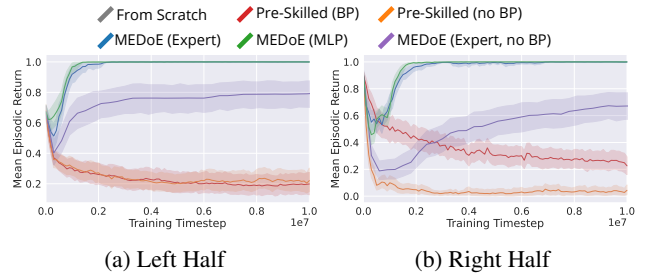 From Scratch Pre-Skilled (BP) Pre-Skilled (no BP)
MEDoE (Expert) MEDoE (MLP) MEDoE (Expert, no BP)
Mean Episodic Return
1.0
0.8
0.6
0.4
0.2
0.0 0.2 0.4 0.6 0.8 1.0
Training Timestep
1e7
(a) Left Half
Mean Episodic Return
1.0
0.8
0.6
0.4
0.2
0.0
0.0 0.2 0.4 0.6 0.8 1.0
Training Timestep
1e7
(b) Right Half